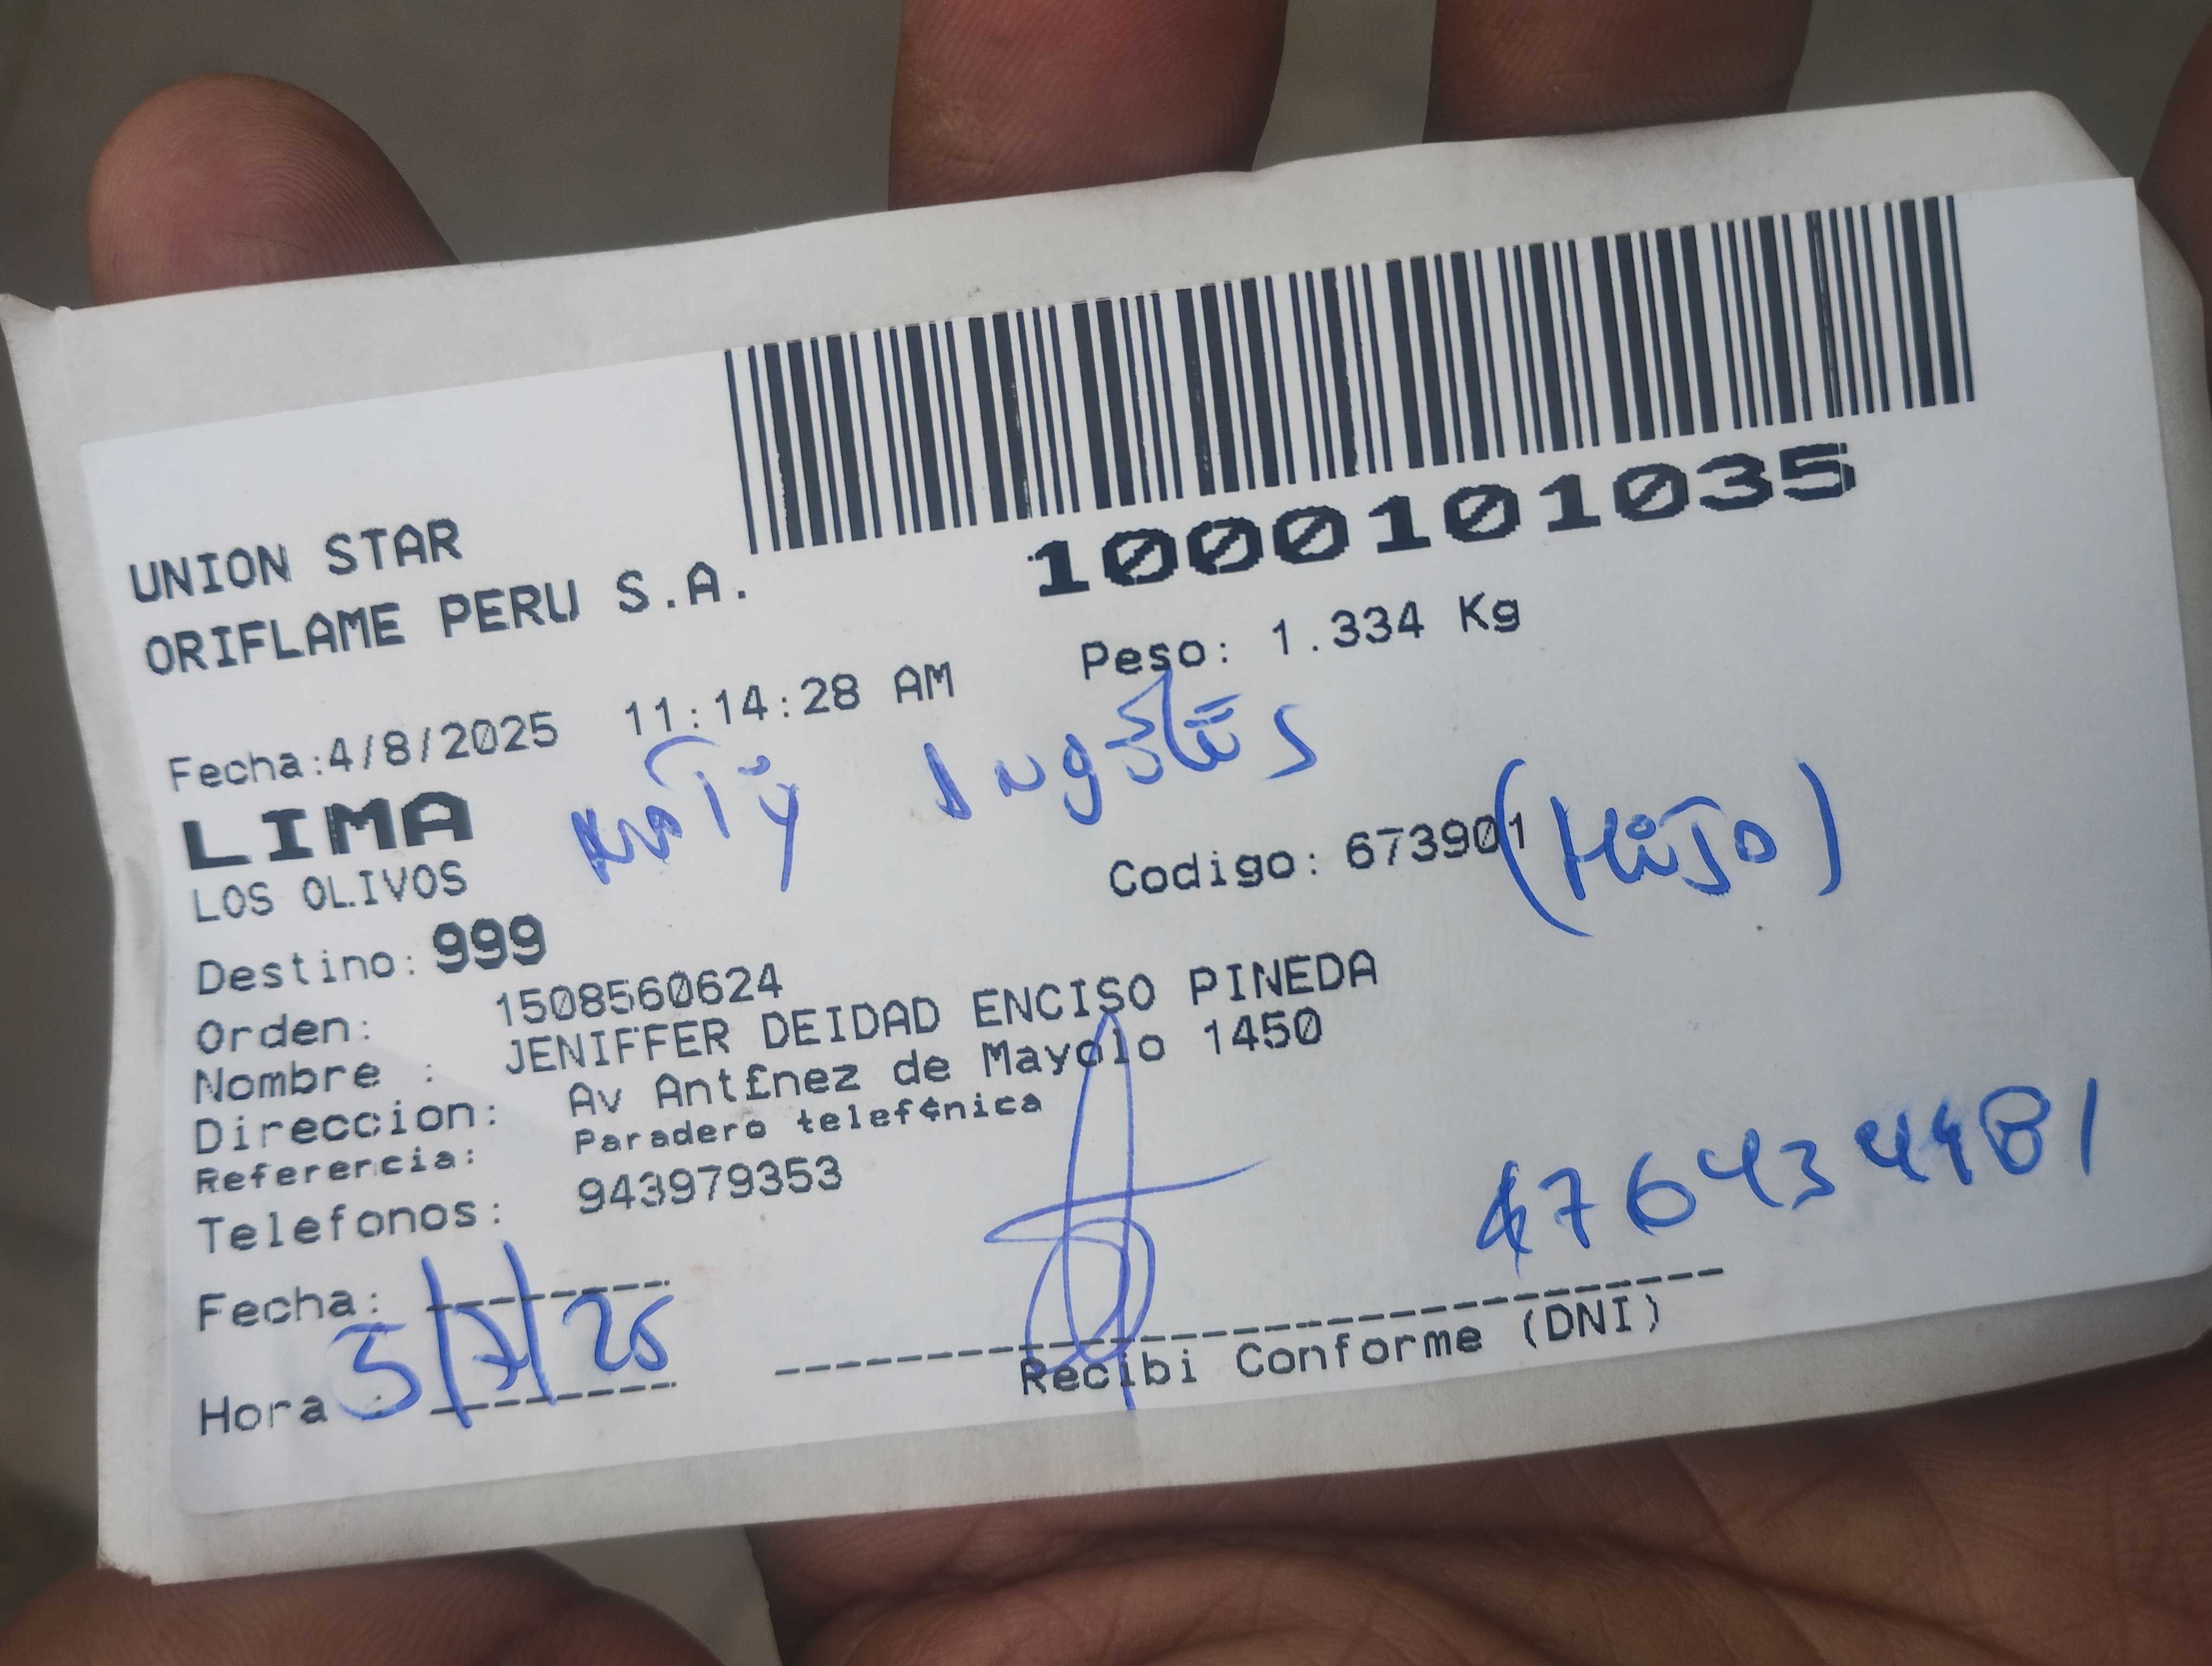 1000101035
UNION STAR
ORIFLAME PERU S.A.
Peso: 1.334 Kg
Fecha:4/8/2025 11:14:28 AM
LIMA
LOS OLIVOS
Codigo: 673901 (HiJo)
Destino: 999
Orden: 1508560624
Nombre : JENIFFER DEIDAD ENCISO PINEDA
Direccion: Av Ant£nez de Mayolo 1450
Referencia: Paradero telef¢nica
Telefonos: 943979353
Fecha:
Hora :
Recibi Conforme (DNI)